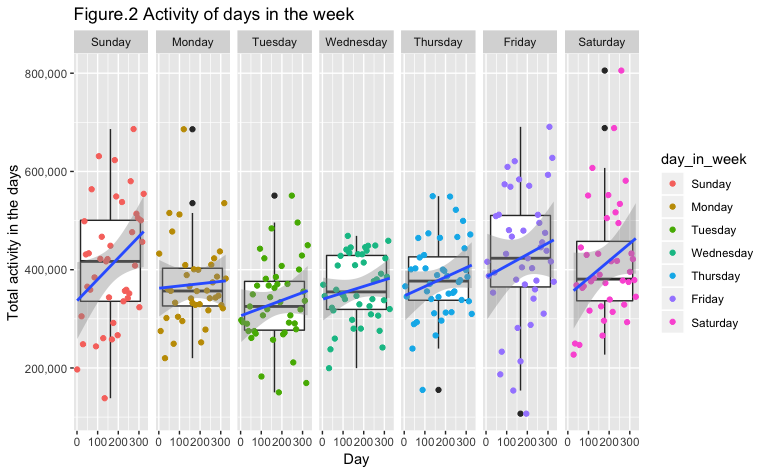 Figure.2 Activity of days in the week
Sunday Monday Tuesday Wednesday Thursday Friday Saturday
800,000
600,000
400,000
200,000
Total activity in the days
0 100 200 300 0 100 200 300 0 100 200 300 0 100 200 300 0 100 200 300 0 100 200 300 0 100 200 300
Day
day_in_week
Sunday
Monday
Tuesday
Wednesday
Thursday
Friday
Saturday